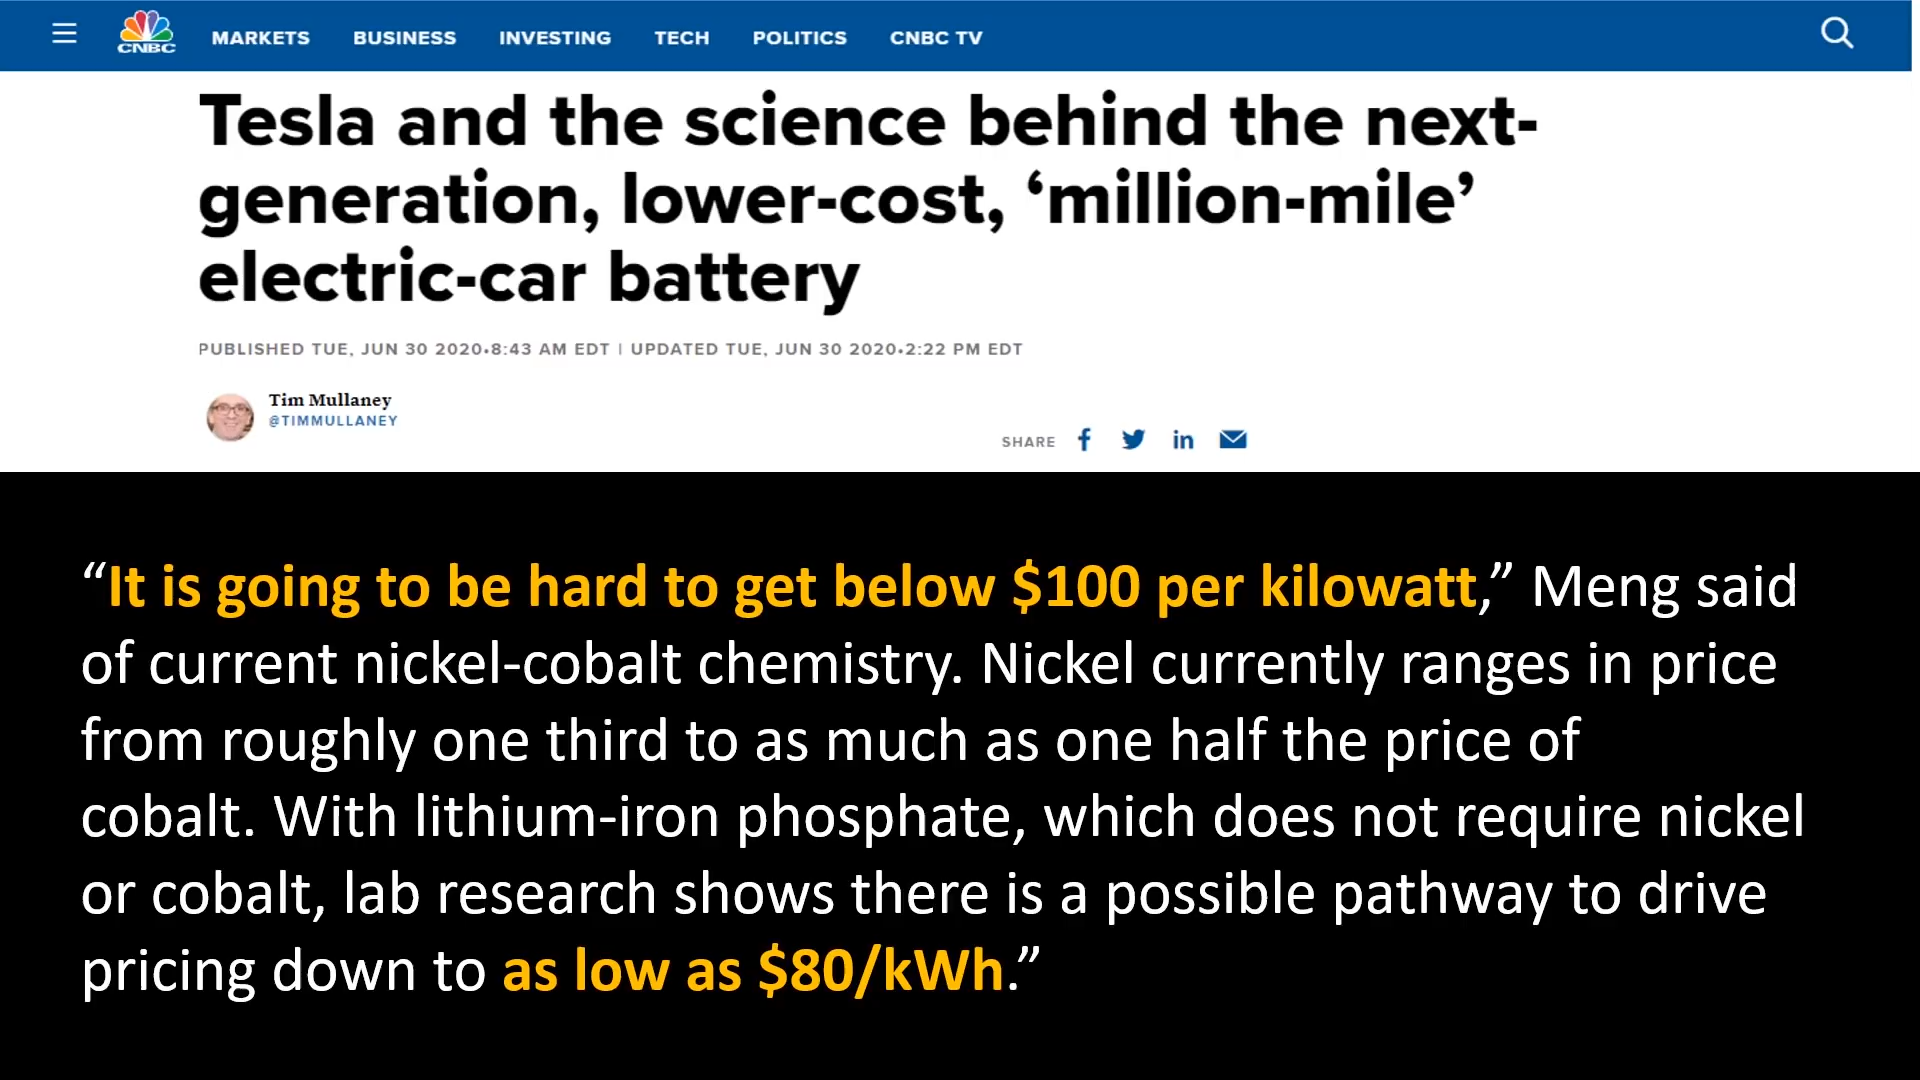 CNBC
MARKETS BUSINESS INVESTING TECH POLITICS CNBC TV
Tesla and the science behind the next-
generation, lower-cost, ‘million-mile’
electric-car battery
PUBLISHED TUE, JUN 30 2020•8:43 AM EDT | UPDATED TUE, JUN 30 2020•2:22 PM EDT
Tim Mullaney
@TIMMULLANEY
SHARE
“It is going to be hard to get below $100 per kilowatt,” Meng said
of current nickel-cobalt chemistry. Nickel currently ranges in price
from roughly one third to as much as one half the price of
cobalt. With lithium-iron phosphate, which does not require nickel
or cobalt, lab research shows there is a possible pathway to drive
pricing down to as low as $80/kWh.”